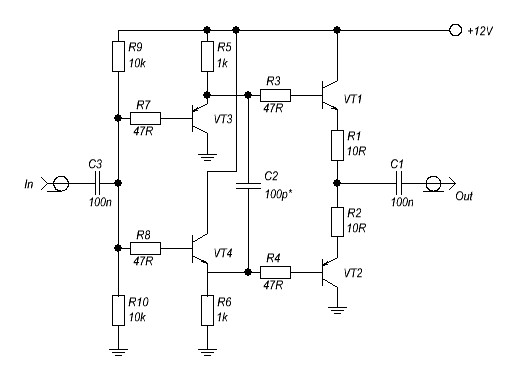 +12V
R9
10k
R5
1k
R3
47R
VT1
R7
47R
VT3
R1
10R
C3
In
100n
C2
100p*
C1
100n
Out
R2
10R
R8
47R
VT4
R4
47R
VT2
R10
10k
R6
1k